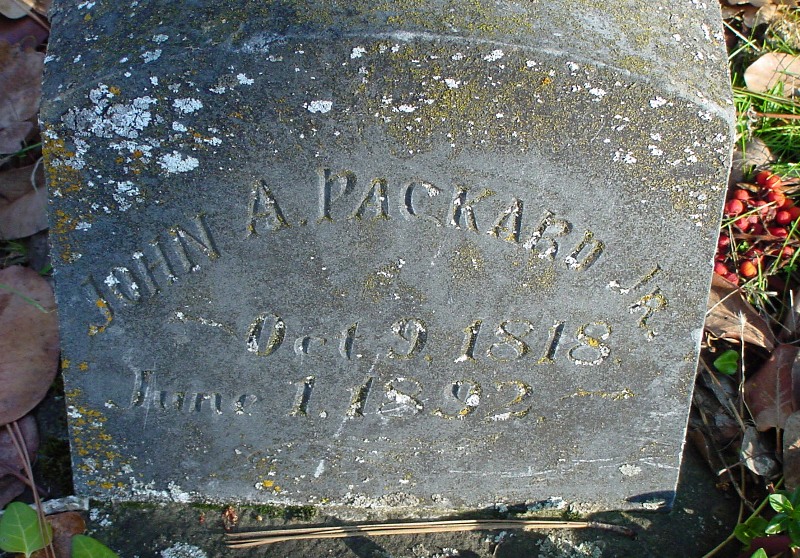 JOHN A. PACKARD JR.
Oct 9, 1818
June 1, 1892